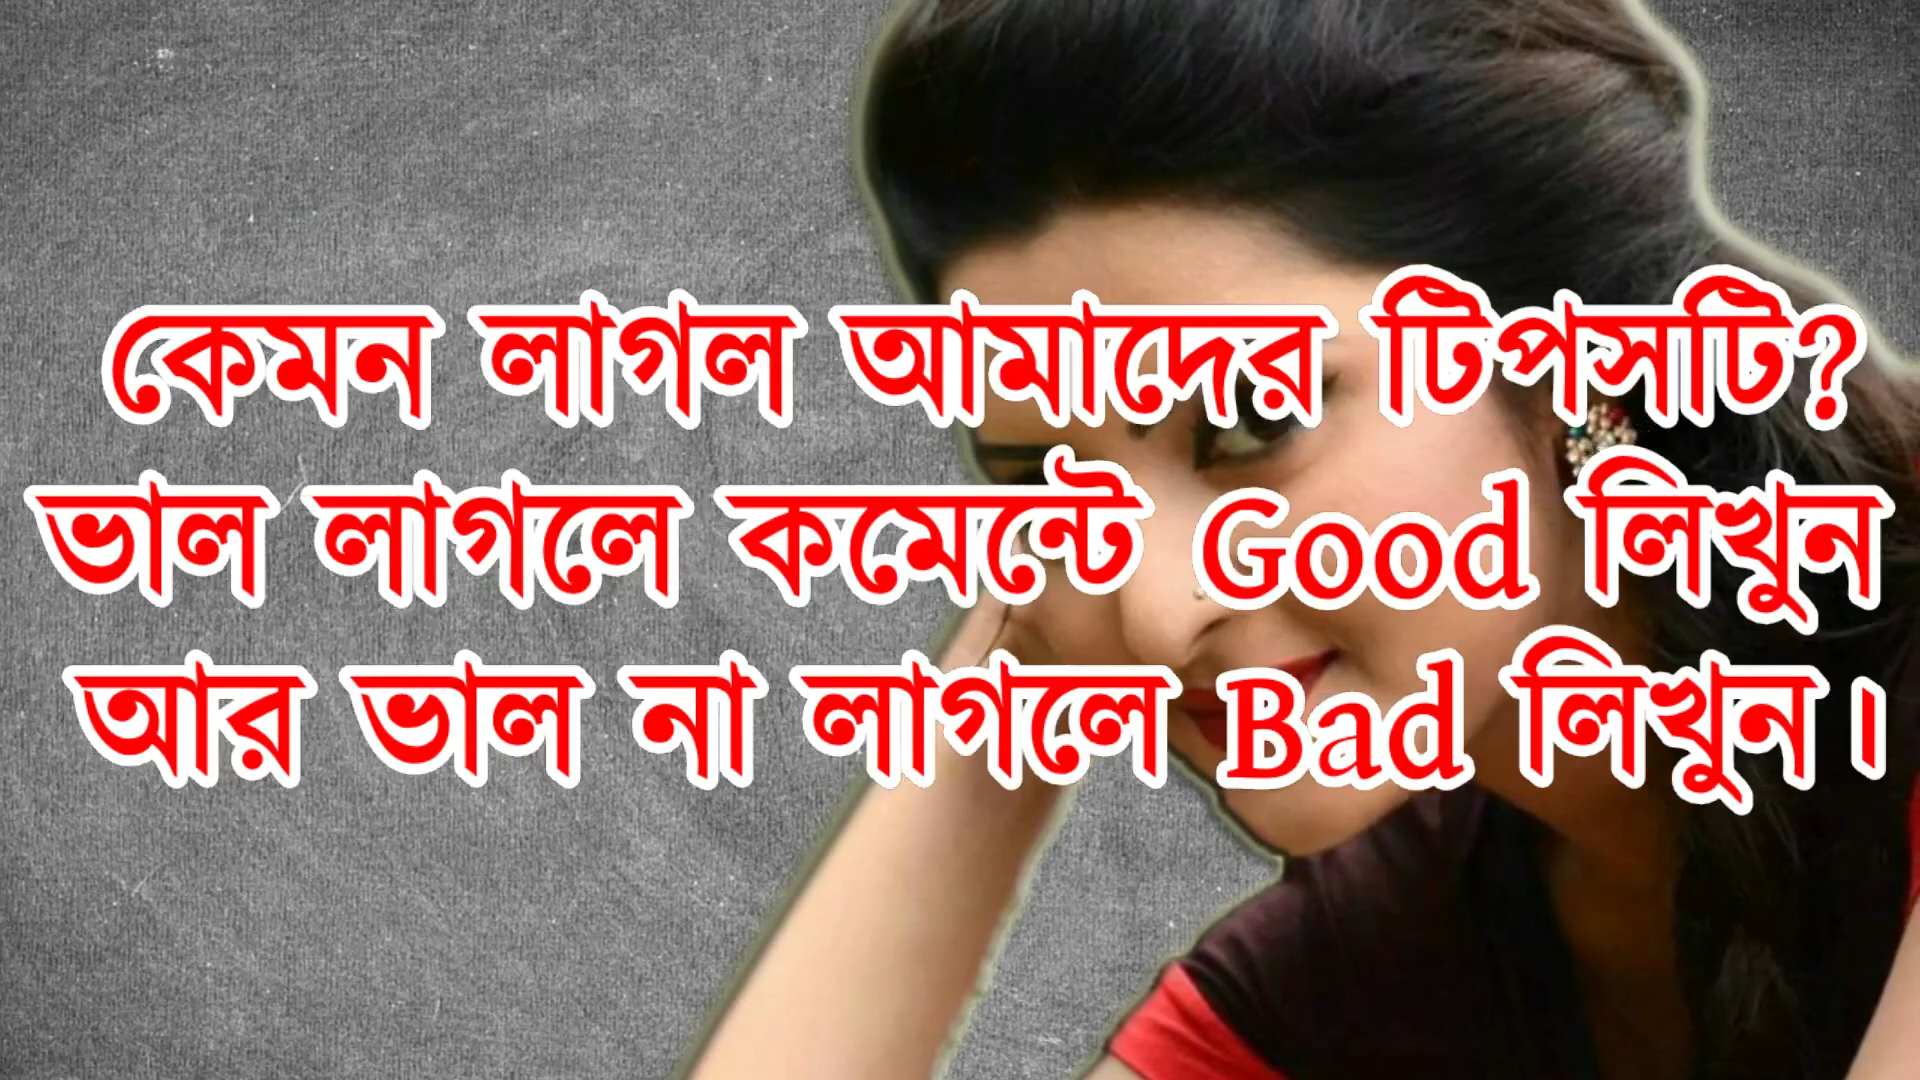 কেমন লাগল আমাদের টিপসটি?
ভাল লাগলে কমেন্টে Good লিখুন
আর ভাল না লাগলে Bad লিখুন।